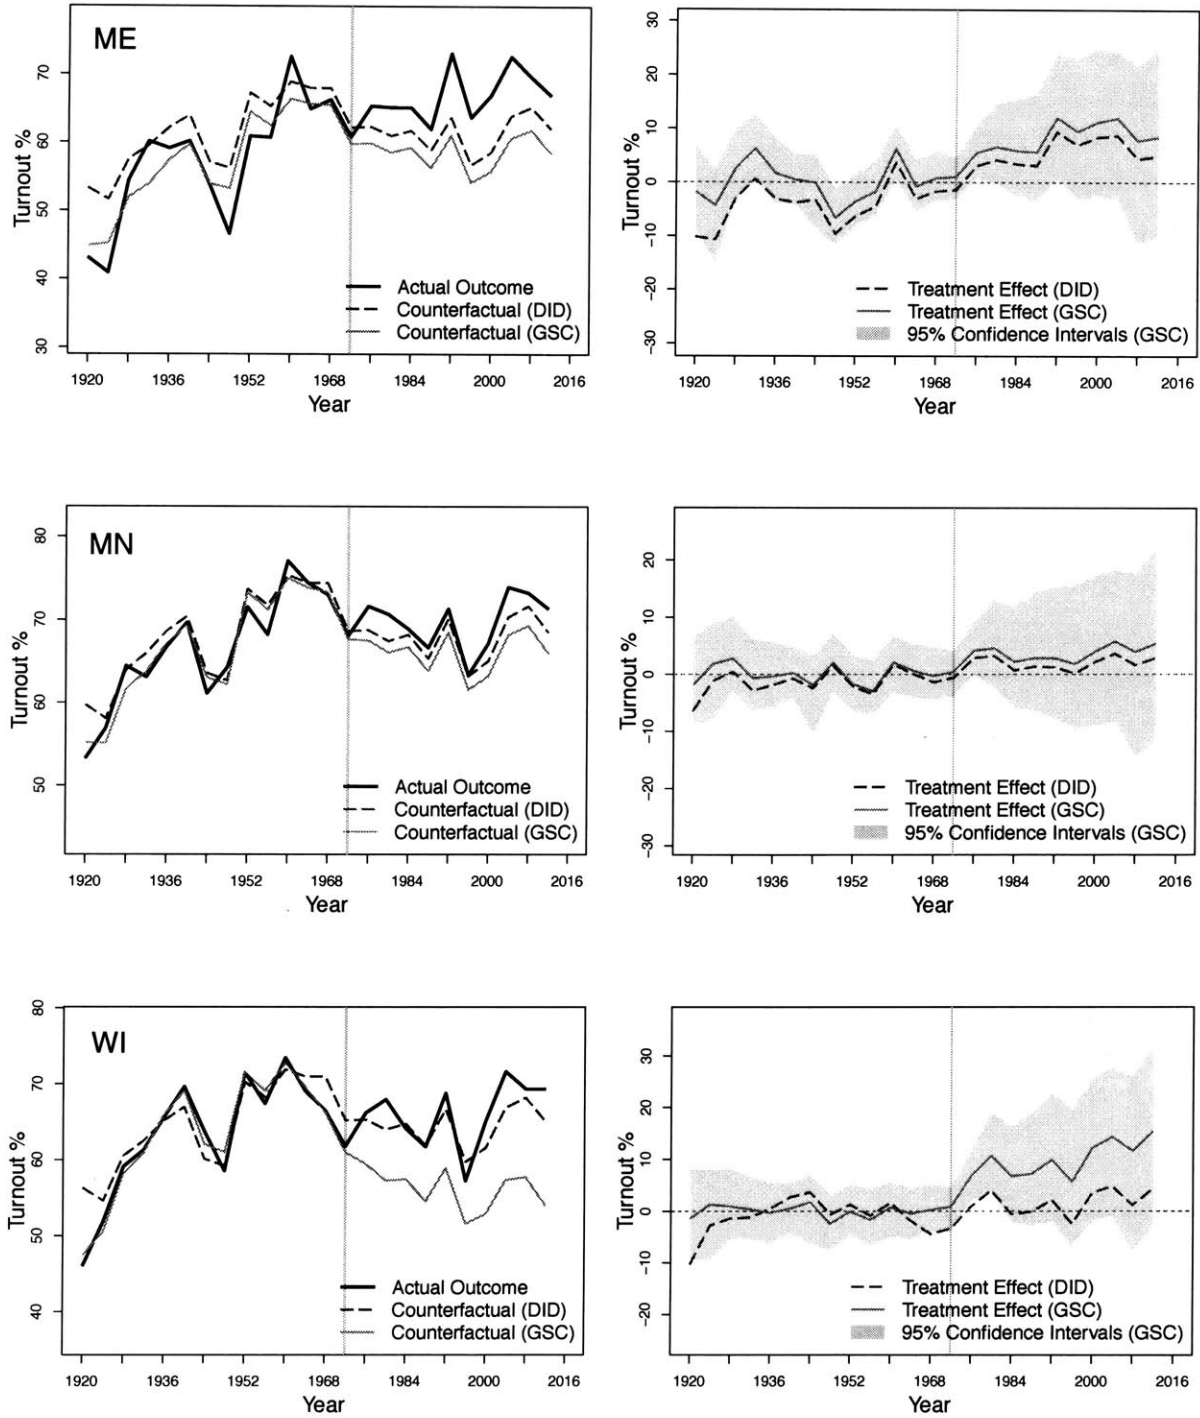 ME
Turnout %
70
60
50
40
30
Actual Outcome
Counterfactual (DID)
Counterfactual (GSC)
1920 1936 1952 1968 1984 2000 2016
Year
Turnout %
30
20
10
0
-10
-20
-30
Treatment Effect (DID)
Treatment Effect (GSC)
95% Confidence Intervals (GSC)
1920 1936 1952 1968 1984 2000 2016
Year
MN
Turnout %
80
70
60
50
Actual Outcome
Counterfactual (DID)
Counterfactual (GSC)
1920 1936 1952 1968 1984 2000 2016
Year
Turnout %
20
10
0
-10
-20
-30
Treatment Effect (DID)
Treatment Effect (GSC)
95% Confidence Intervals (GSC)
1920 1936 1952 1968 1984 2000 2016
Year
WI
Turnout %
80
70
60
50
40
Actual Outcome
Counterfactual (DID)
Counterfactual (GSC)
1920 1936 1952 1968 1984 2000 2016
Year
Turnout %
30
20
10
0
-10
-20
Treatment Effect (DID)
Treatment Effect (GSC)
95% Confidence Intervals (GSC)
1920 1936 1952 1968 1984 2000 2016
Year